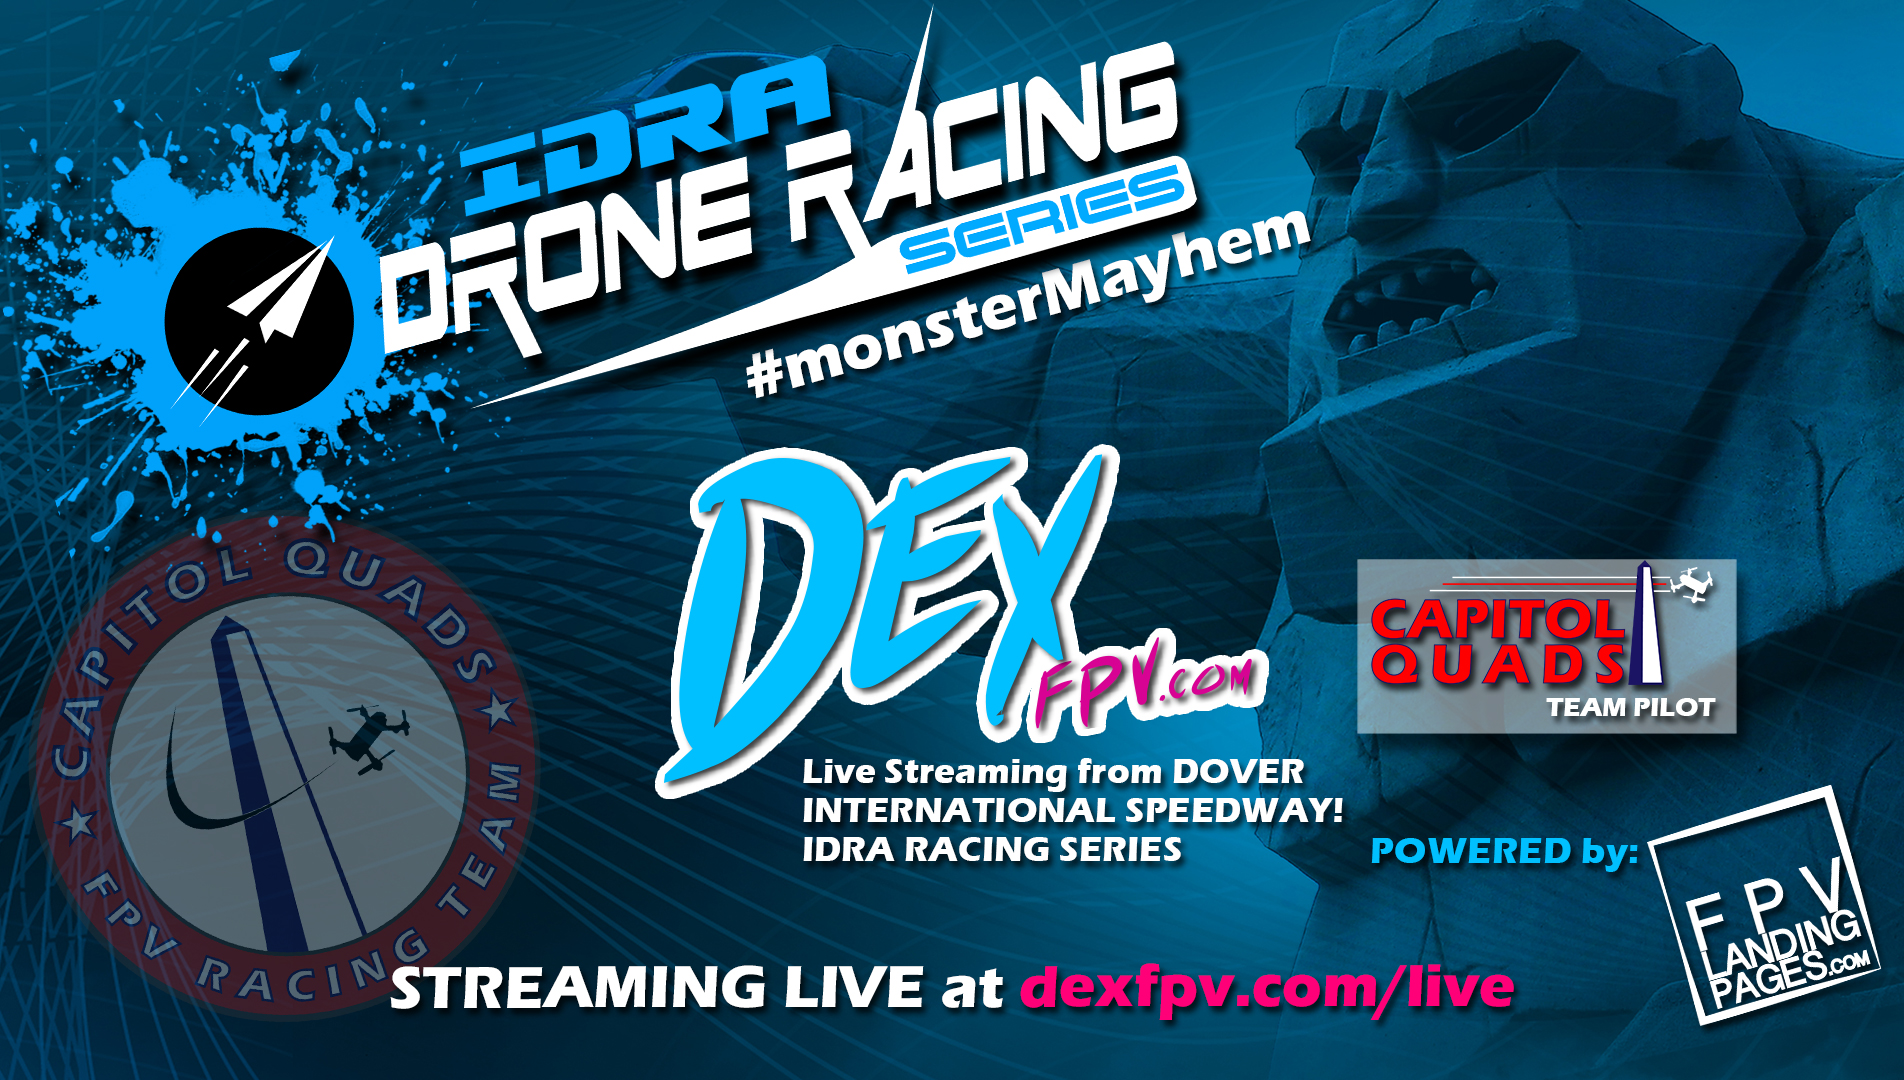 IDRA
DRONE RACING
SERIES
#monsterMayhem
DEX
FPV.COM
Live Streaming from DOVER
INTERNATIONAL SPEEDWAY!
IDRA RACING SERIES
CAPITOL QUADS
FPV RACING TEAM
CAPITOL
QUADS
TEAM PILOT
POWERED by:
FPV
LANDING
PAGES.COM
STREAMING LIVE at dexfpv.com/live